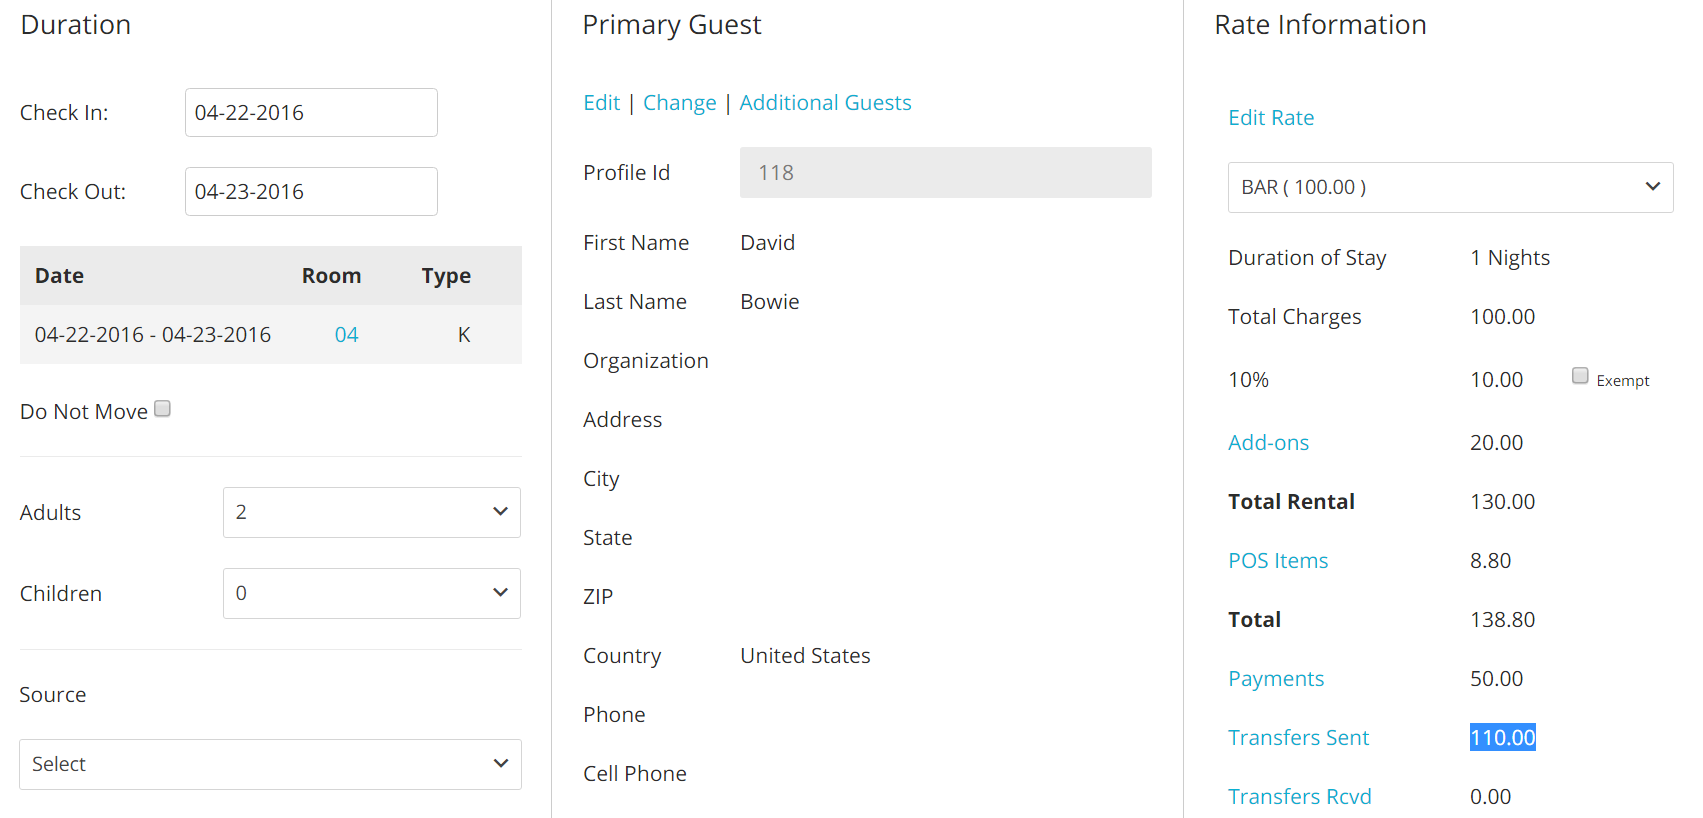 Duration
Check In: 04-22-2016
Check Out: 04-23-2016
Date Room Type
04-22-2016 - 04-23-2016 04 K
Do Not Move
Adults 2
Children 0
Source
Select
Primary Guest
Edit | Change | Additional Guests
Profile Id 118
First Name David
Last Name Bowie
Organization
Address
City
State
ZIP
Country United States
Phone
Cell Phone
Rate Information
Edit Rate
BAR ( 100.00 )
Duration of Stay 1 Nights
Total Charges 100.00
10% 10.00 Exempt
Add-ons 20.00
Total Rental 130.00
POS Items 8.80
Total 138.80
Payments 50.00
Transfers Sent 110.00
Transfers Rcvd 0.00